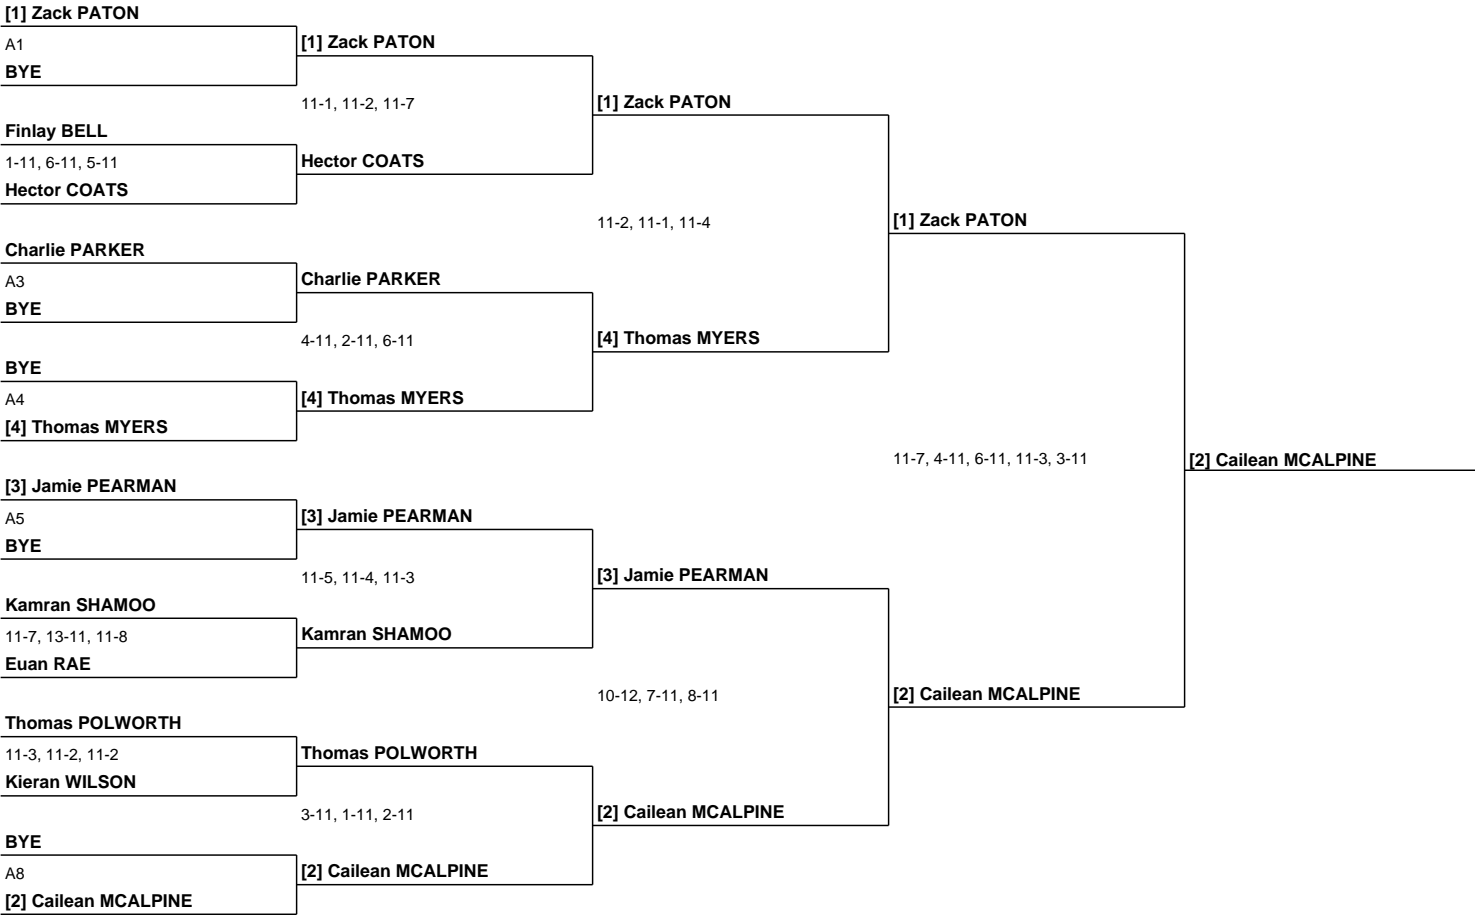 [1] Zack PATON
A1
BYE
Finlay BELL
1-11, 6-11, 5-11
Hector COATS
Charlie PARKER
A3
BYE
BYE
A4
[4] Thomas MYERS
[3] Jamie PEARMAN
A5
BYE
Kamran SHAMOO
11-7, 13-11, 11-8
Euan RAE
Thomas POLWORTH
11-3, 11-2, 11-2
Kieran WILSON
BYE
A8
[2] Cailean MCALPINE
[1] Zack PATON
11-1, 11-2, 11-7
Hector COATS
Charlie PARKER
4-11, 2-11, 6-11
[4] Thomas MYERS
[3] Jamie PEARMAN
11-5, 11-4, 11-3
Kamran SHAMOO
Thomas POLWORTH
3-11, 1-11, 2-11
[2] Cailean MCALPINE
[1] Zack PATON
11-2, 11-1, 11-4
[4] Thomas MYERS
[3] Jamie PEARMAN
10-12, 7-11, 8-11
[2] Cailean MCALPINE
[1] Zack PATON
11-7, 4-11, 6-11, 11-3, 3-11
[2] Cailean MCALPINE
[2] Cailean MCALPINE